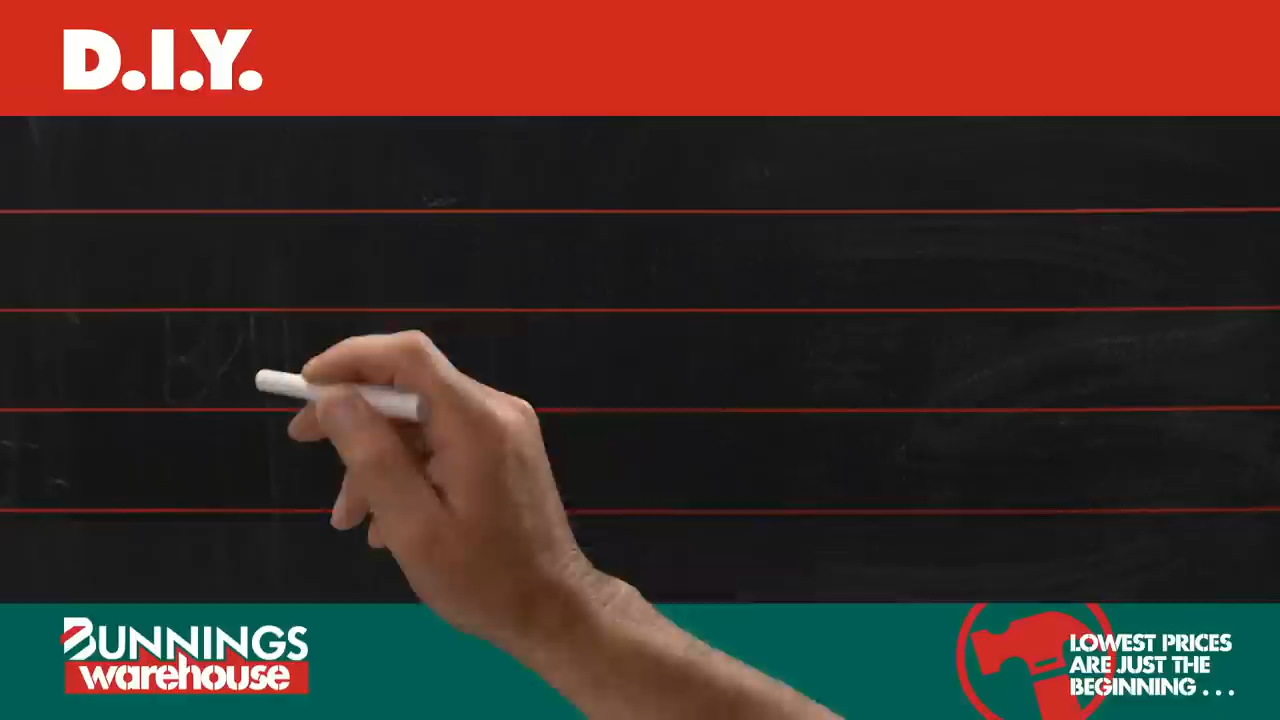 D.I.Y.
BUNNINGS
warehouse
LOWEST PRICES
ARE JUST THE
BEGINNING . . .